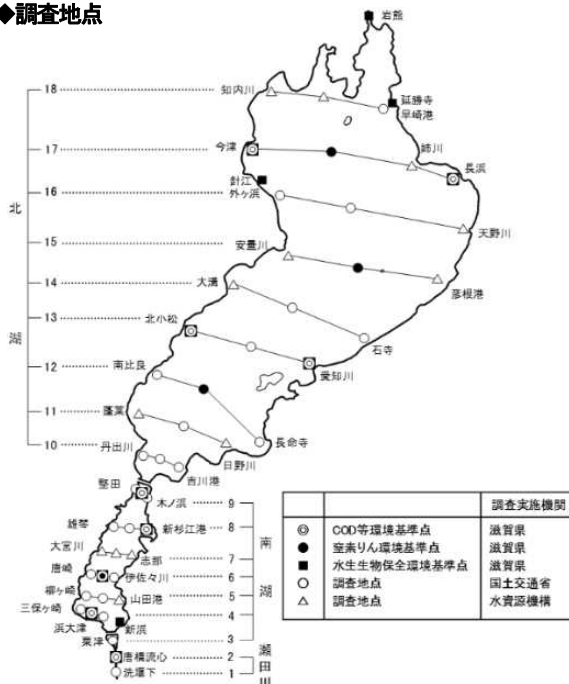 ◆調査地点
岩熊
18
知内川
延勝寺
早崎港
姉川
17
今津
長浜
針江
16
外ヶ浜
天野川
北
15
安曇川
14
大溝
彦根港
13
北小松
石寺
湖
12
南比良
愛知川
11
蓬莱
長命寺
10
丹出川
日野川
吉川港
堅田
木ノ浜
9
雄琴
新杉江港
8
大宮川
志那
7
南
唐崎
伊佐々川
6
柳ヶ崎
山田港
5
湖
三保ヶ崎
4
浜大津
新浜
粟津
3
瀬田川
唐橋流心
2
洗堰下
1
調査実施機関
◎ COD等環境基準点 滋賀県
● 窒素りん環境基準点 滋賀県
■ 水生生物保全環境基準点 滋賀県
○ 調査地点 国土交通省
△ 調査地点 水資源機構